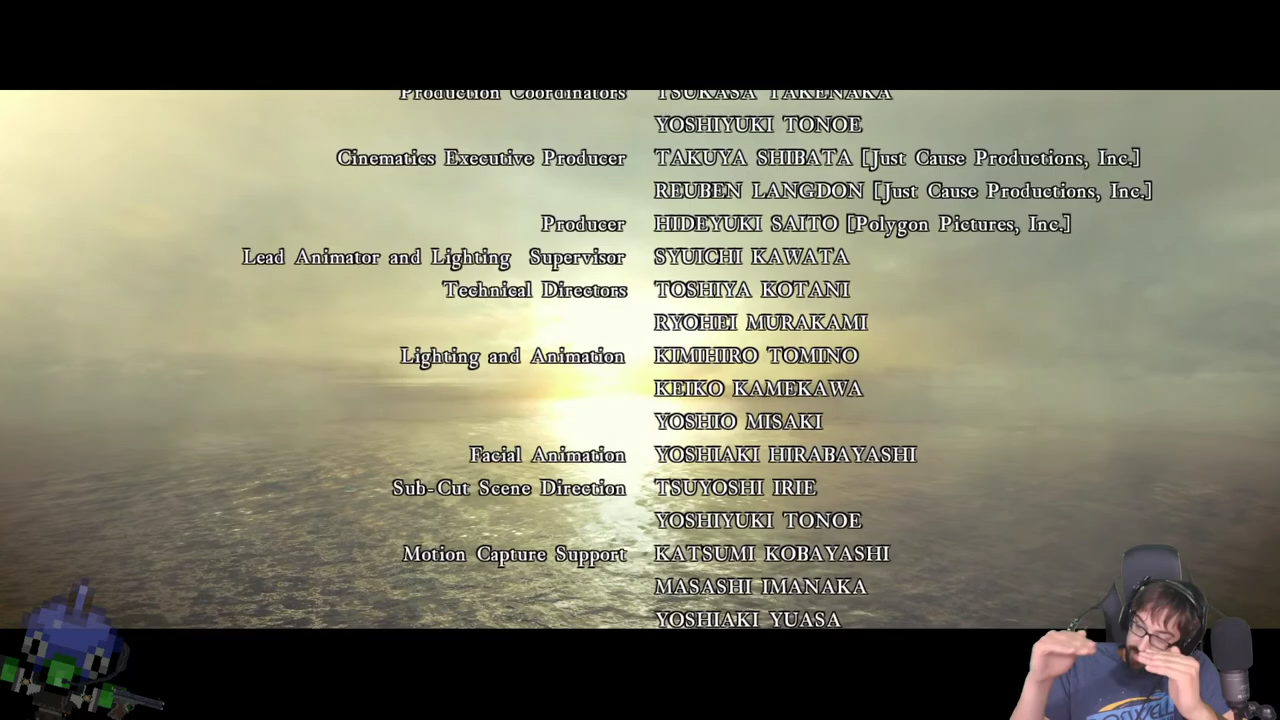 Production Coordinators TSUKASA TAKENAKA
YOSHIYUKI TONOE
Cinematics Executive Producer TAKUYA SHIBATA [Just Cause Productions, Inc.]
REUBEN LANGDON [Just Cause Productions, Inc.]
Producer HIDEYUKI SAITO [Polygon Pictures, Inc.]
Lead Animator and Lighting Supervisor SYUICHI KAWATA
Technical Directors TOSHIYA KOTANI
RYOHEI MURAKAMI
Lighting and Animation KIMIHIRO TOMINO
KEIKO KAMEKAWA
YOSHIO MISAKI
Facial Animation YOSHIAKI HIRABAYASHI
Sub-Cut Scene Direction TSUYOSHI IRIE
YOSHIYUKI TONOE
Motion Capture Support KATSUMI KOBAYASHI
MASASHI IMANAKA
YOSHIAKI YUASA